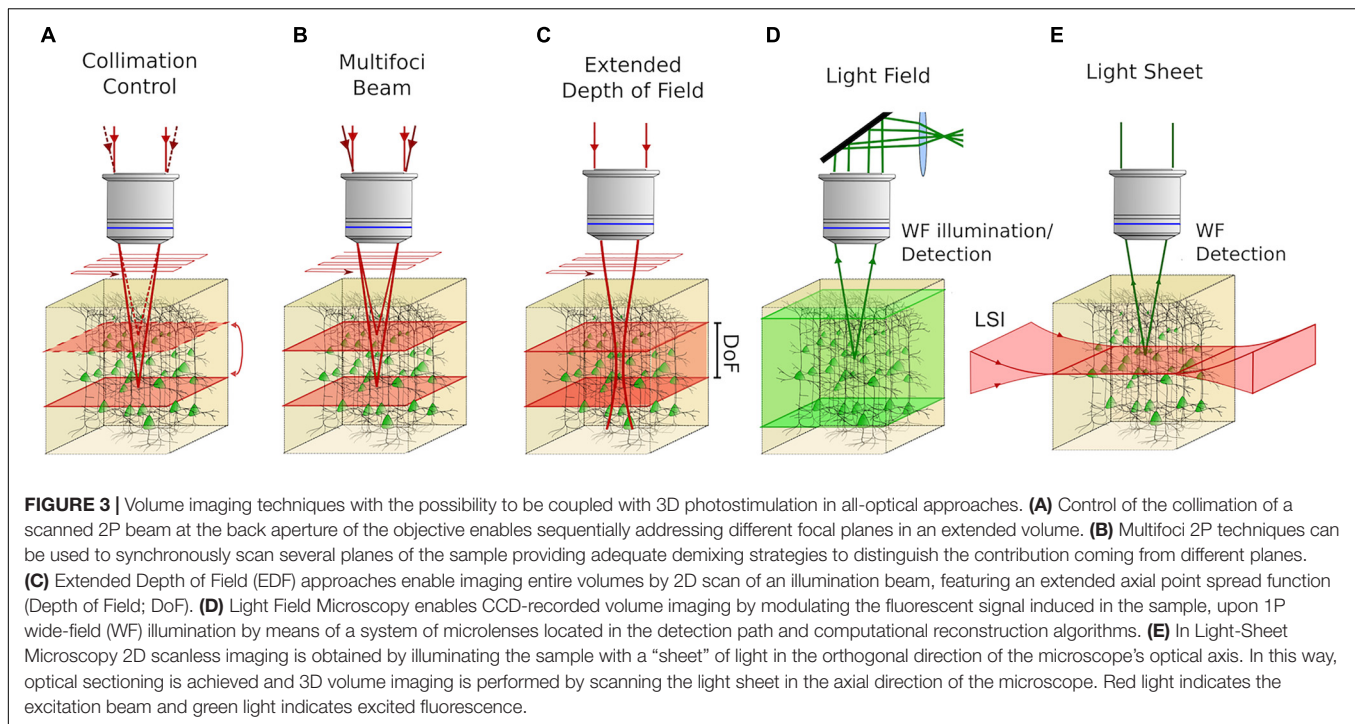 A
Collimation
Control
B
Multifoci
Beam
C
Extended
Depth of Field
DoF
D
Light Field
WF illumination/
Detection
E
Light Sheet
WF
Detection
LSI
FIGURE 3 | Volume imaging techniques with the possibility to be coupled with 3D photostimulation in all-optical approaches. (A) Control of the collimation of a
scanned 2P beam at the back aperture of the objective enables sequentially addressing different focal planes in an extended volume. (B) Multifoci 2P techniques can
be used to synchronously scan several planes of the sample providing adequate demixing strategies to distinguish the contribution coming from different planes.
(C) Extended Depth of Field (EDF) approaches enable imaging entire volumes by 2D scan of an illumination beam, featuring an extended axial point spread function
(Depth of Field; DoF). (D) Light Field Microscopy enables CCD-recorded volume imaging by modulating the fluorescent signal induced in the sample, upon 1P
wide-field (WF) illumination by means of a system of microlenses located in the detection path and computational reconstruction algorithms. (E) In Light-Sheet
Microscopy 2D scanless imaging is obtained by illuminating the sample with a “sheet” of light in the orthogonal direction of the microscope’s optical axis. In this way,
optical sectioning is achieved and 3D volume imaging is performed by scanning the light sheet in the axial direction of the microscope. Red light indicates the
excitation beam and green light indicates excited fluorescence.